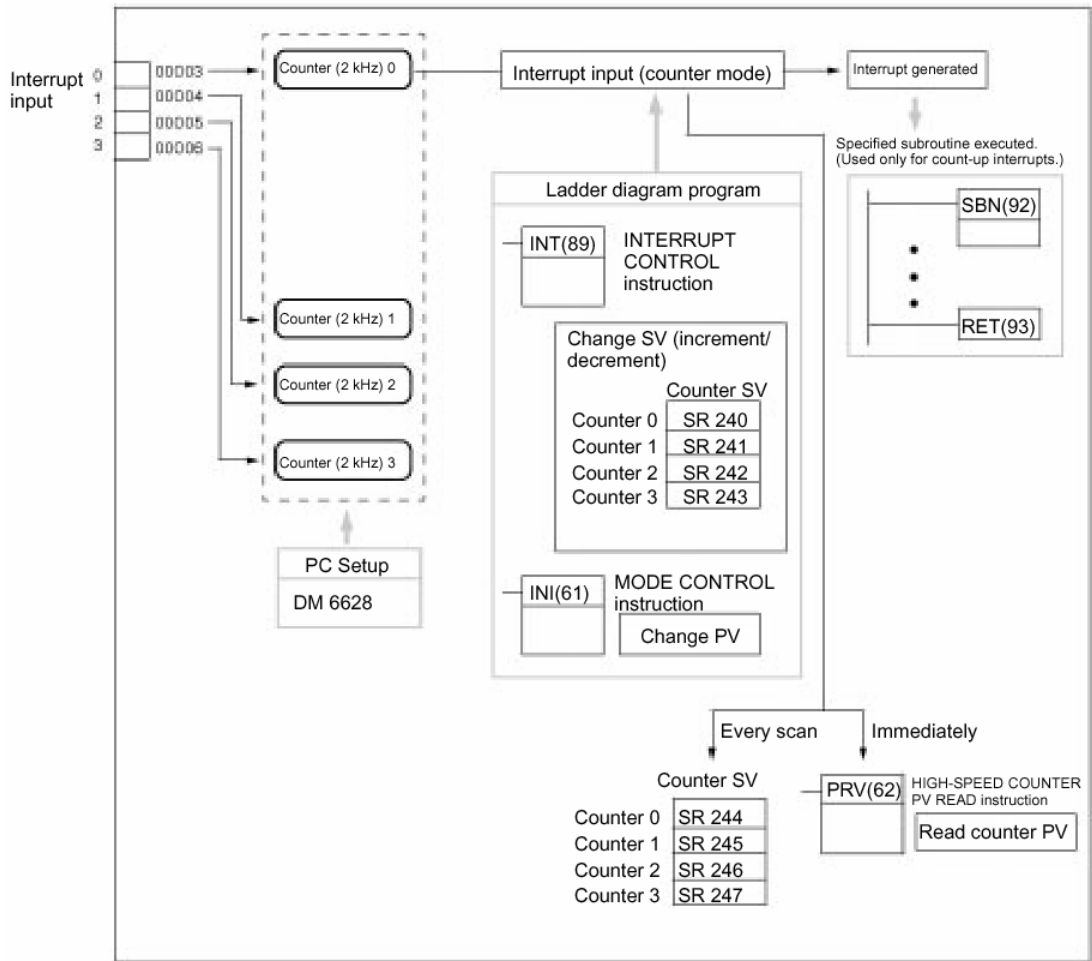 Interrupt
input
0
00003
1
00004
2
00005
3
00006
Counter (2 kHz) 0
Counter (2 kHz) 1
Counter (2 kHz) 2
Counter (2 kHz) 3
PC Setup
DM 6628
Interrupt input (counter mode)
Interrupt generated
Specified subroutine executed.
(Used only for count-up interrupts.)
SBN(92)
RET(93)
Ladder diagram program
INT(89)
INTERRUPT
CONTROL
instruction
Change SV (increment/
decrement)
Counter SV
Counter 0 SR 240
Counter 1 SR 241
Counter 2 SR 242
Counter 3 SR 243
INI(61)
MODE CONTROL
instruction
Change PV
Every scan
Immediately
Counter SV
Counter 0 SR 244
Counter 1 SR 245
Counter 2 SR 246
Counter 3 SR 247
PRV(62)
HIGH-SPEED COUNTER
PV READ instruction
Read counter PV